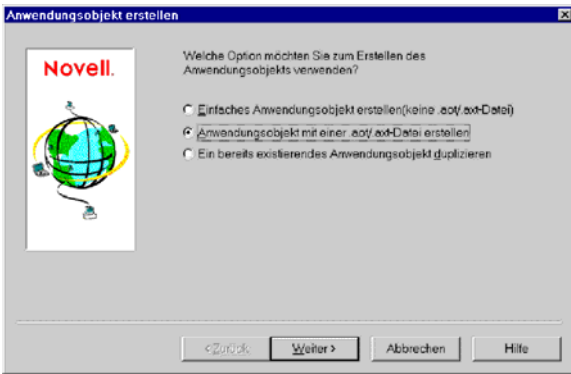 Anwendungsobjekt erstellen
Novell.
Welche Option möchten Sie zum Erstellen des
Anwendungsobjekts verwenden?
Einfaches Anwendungsobjekt erstellen(keine .aot/.axt-Datei)
Anwendungsobjekt mit einer .aot/.axt-Datei erstellen
Ein bereits existierendes Anwendungsobjekt duplizieren
<Zurück
Weiter>
Abbrechen
Hilfe